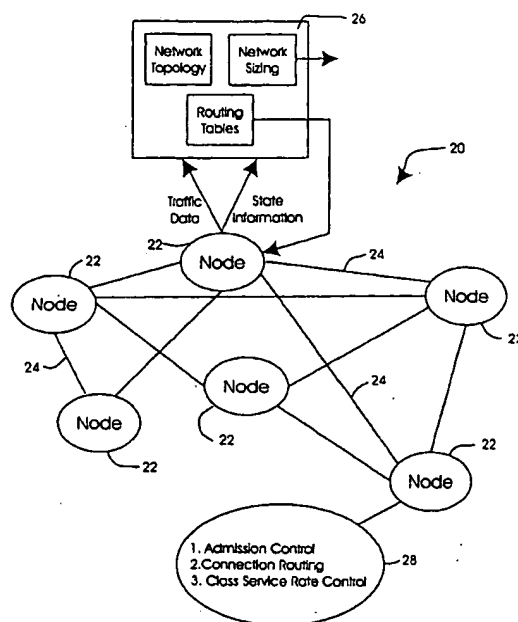 26
Network
Topology
Network
Sizing
Routing
Tables
20
Traffic
Data
State
Information
22
Node
24
22
Node
Node
22
24
24
Node
22
Node
22
22
Node
1. Admission Control
2.Connection Routing
3. Class Service Rate Control
28